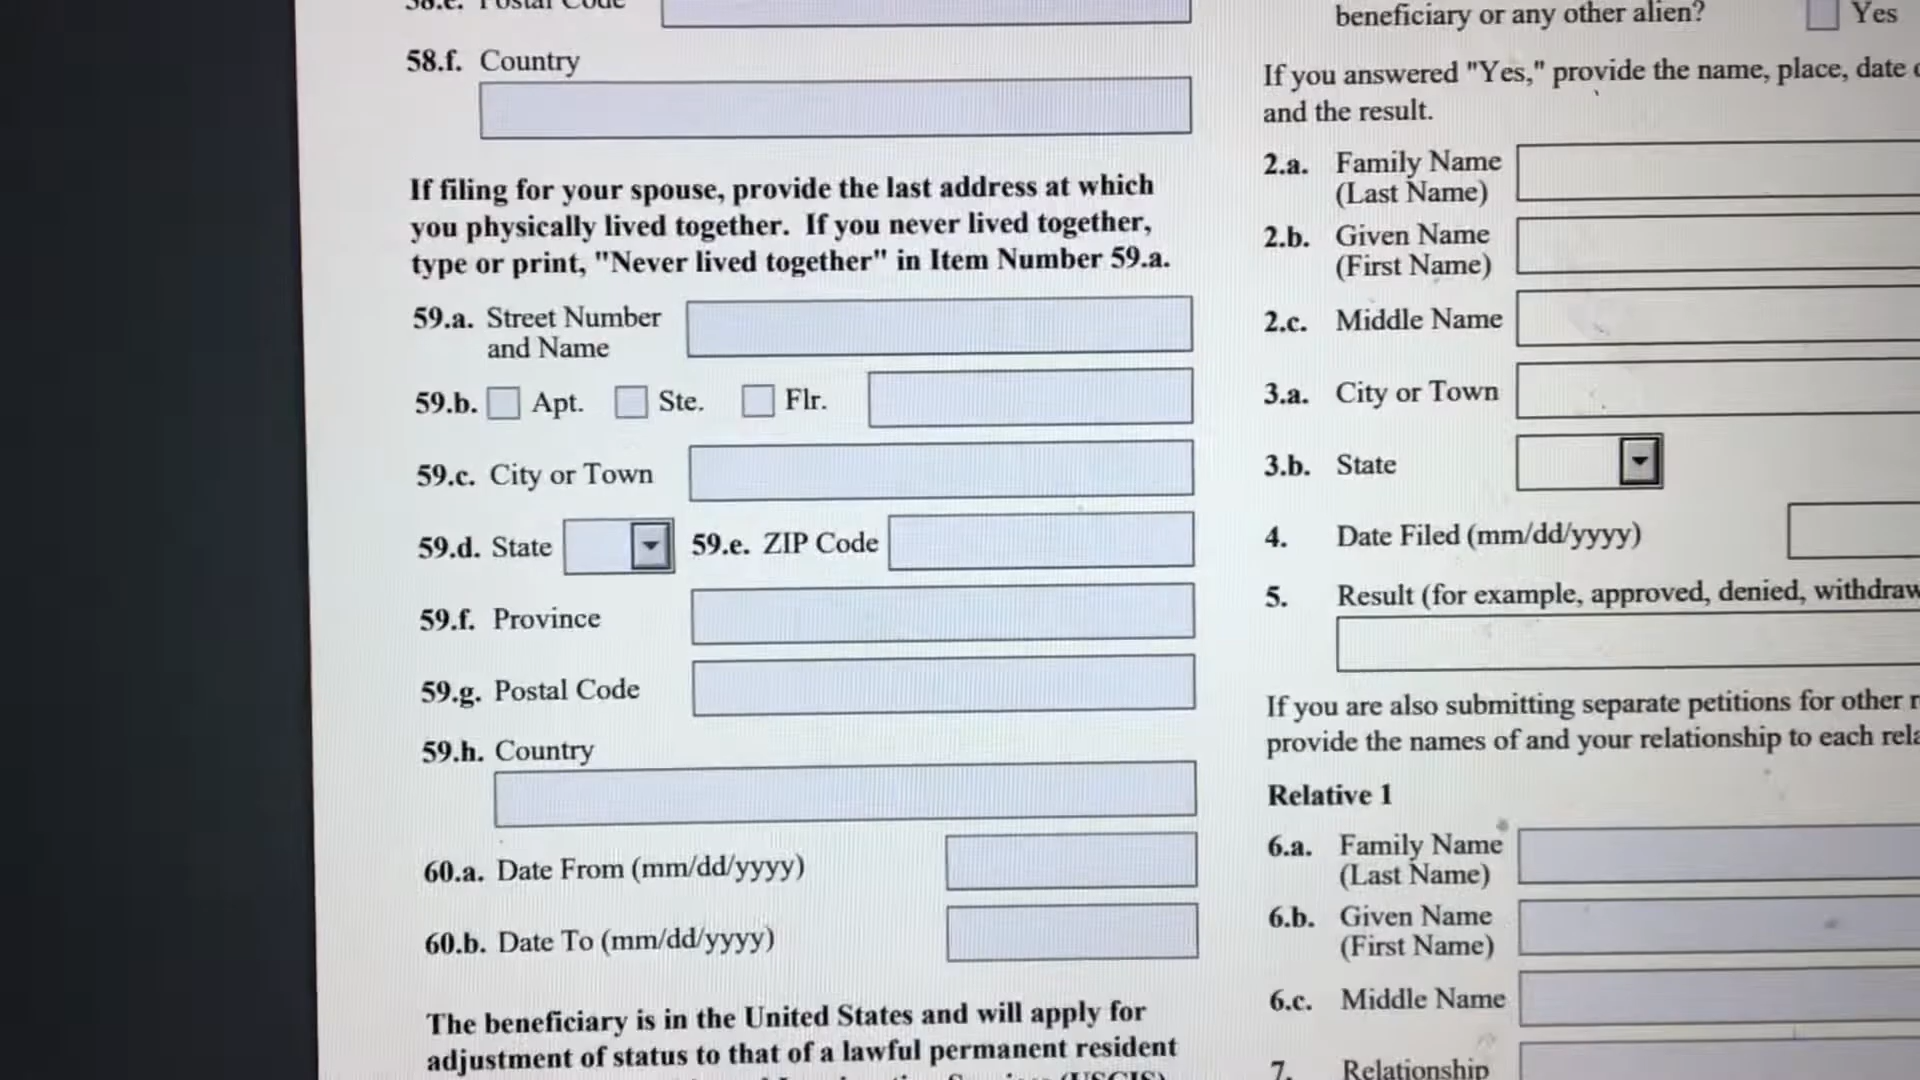 58.e. Postal Code
58.f. Country
If filing for your spouse, provide the last address at which
you physically lived together. If you never lived together,
type or print, "Never lived together" in Item Number 59.a.
59.a. Street Number
and Name
59.b. Apt. Ste. Flr.
59.c. City or Town
59.d. State 59.e. ZIP Code
59.f. Province
59.g. Postal Code
59.h. Country
60.a. Date From (mm/dd/yyyy)
60.b. Date To (mm/dd/yyyy)
The beneficiary is in the United States and will apply for
adjustment of status to that of a lawful permanent resident
(USCIS)
beneficiary or any other alien? Yes
If you answered "Yes," provide the name, place, date
and the result.
2.a. Family Name
(Last Name)
2.b. Given Name
(First Name)
2.c. Middle Name
3.a. City or Town
3.b. State
4. Date Filed (mm/dd/yyyy)
5. Result (for example, approved, denied, withdraw
If you are also submitting separate petitions for other r
provide the names of and your relationship to each rela
Relative 1
6.a. Family Name
(Last Name)
6.b. Given Name
(First Name)
6.c. Middle Name
7. Relationship